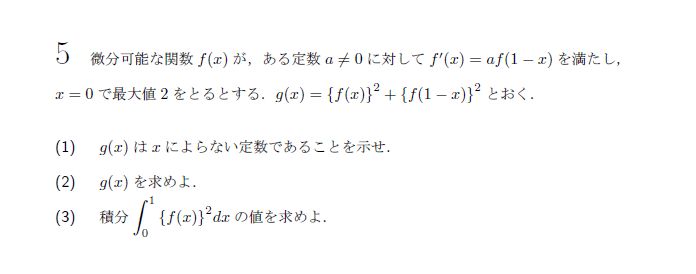 5 微分可能な関数 f(x) が，ある定数 a ≠ 0 に対して f′(x) = af(1 − x) を満たし，
x = 0 で最大値 2 をとるとする．g(x) = {f(x)}² + {f(1 − x)}² とおく．
(1) g(x) は x によらない定数であることを示せ．
(2) g(x) を求めよ．
(3) 積分 ∫₀¹ {f(x)}² dx の値を求めよ．